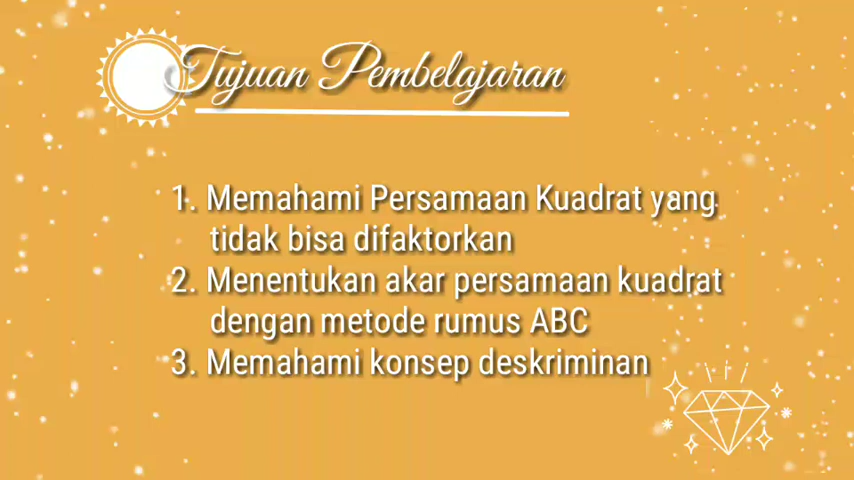 Tujuan Pembelajaran
1. Memahami Persamaan Kuadrat yang
tidak bisa difaktorkan
2. Menentukan akar persamaan kuadrat
dengan metode rumus ABC
3. Memahami konsep deskriminan